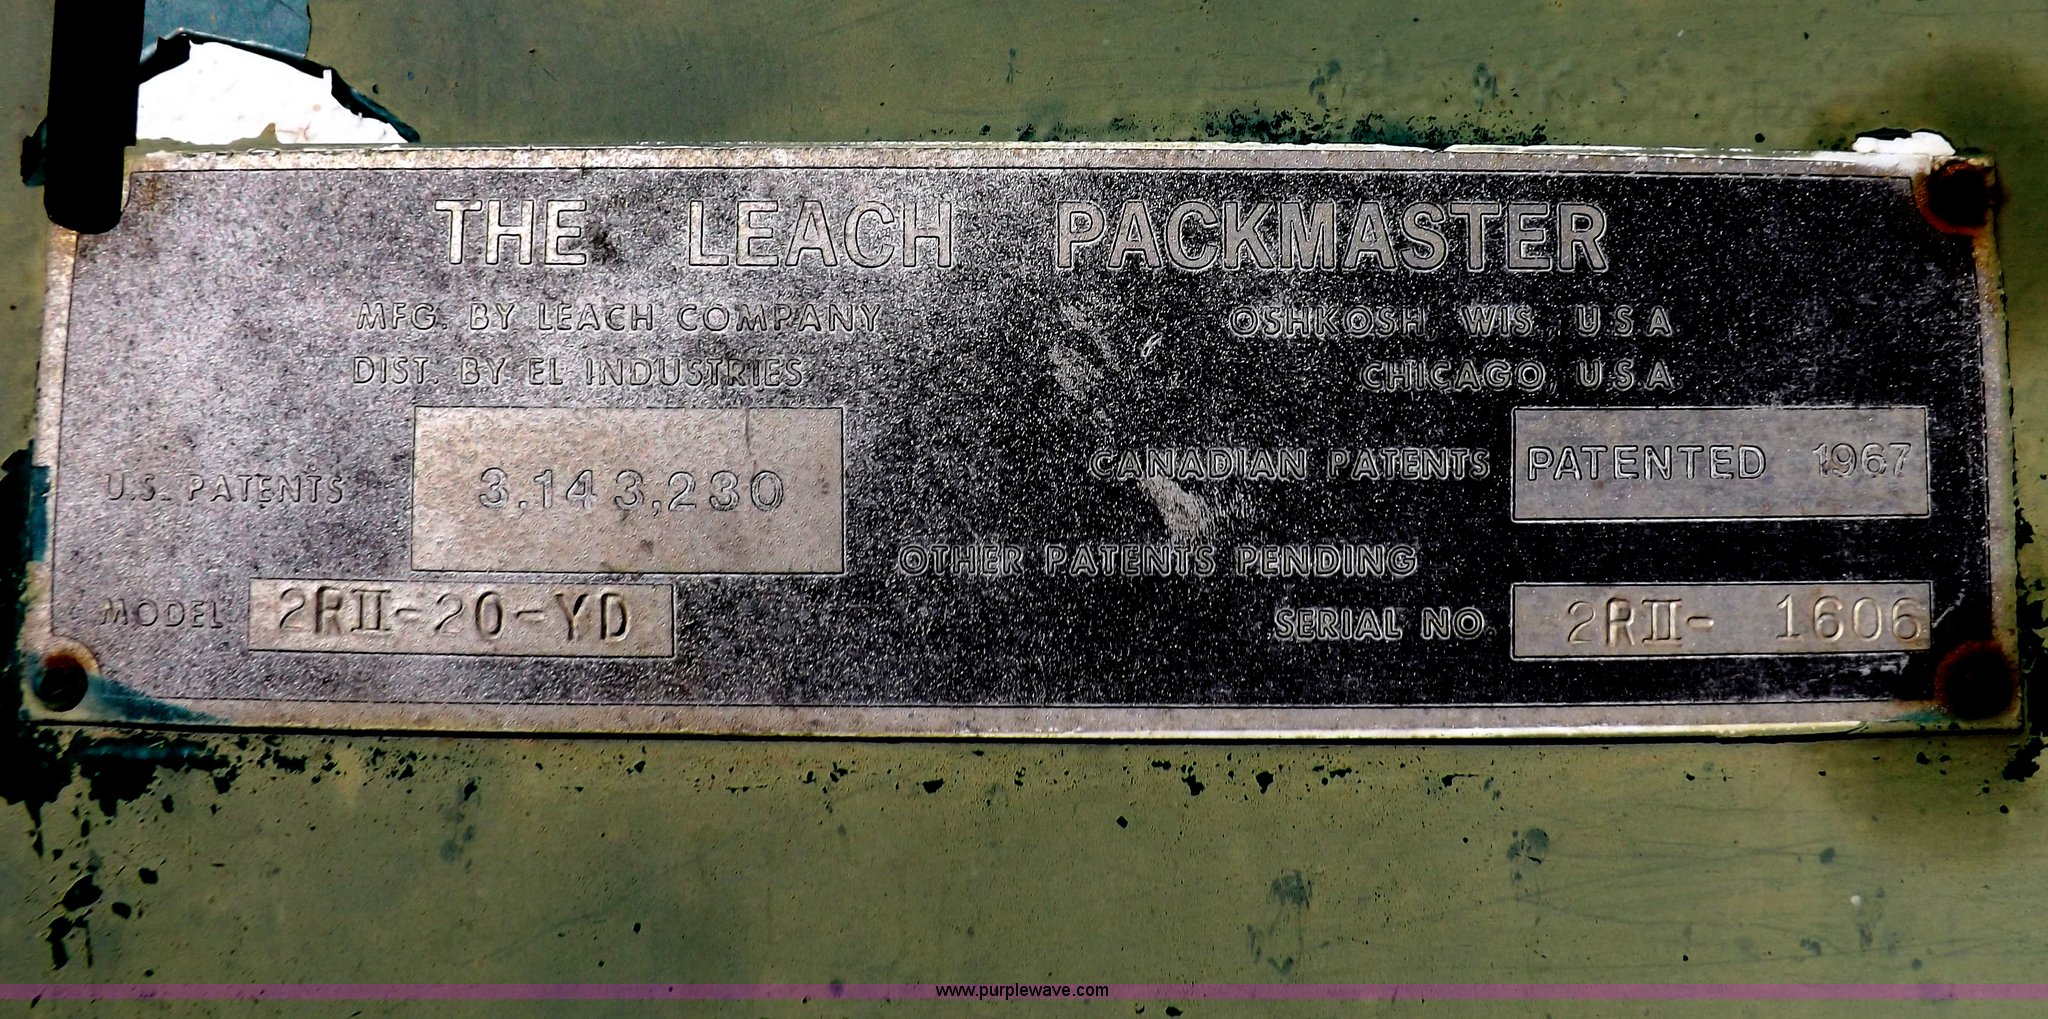 THE LEACH PACKMASTER
MFG. BY LEACH COMPANY OSHKOSH, WIS., U.S.A.
DIST. BY EL INDUSTRIES CHICAGO, U.S.A.
U.S. PATENTS 3,143,230 CANADIAN PATENTS PATENTED 1967
OTHER PATENTS PENDING
MODEL 2RII-20-YD SERIAL NO. 2RII- 1606
www.purplewave.com